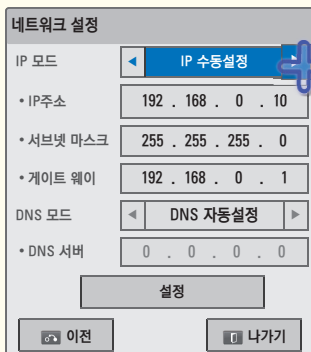 네트워크 설정
IP 모드 ◀ IP 수동설정
• IP주소 192 . 168 . 0 . 10
• 서브넷 마스크 255 . 255 . 255 . 0
• 게이트 웨이 192 . 168 . 0 . 1
DNS 모드 ◀ DNS 자동설정 ▶
• DNS 서버 0 . 0 . 0 . 0
설정
이전 나가기